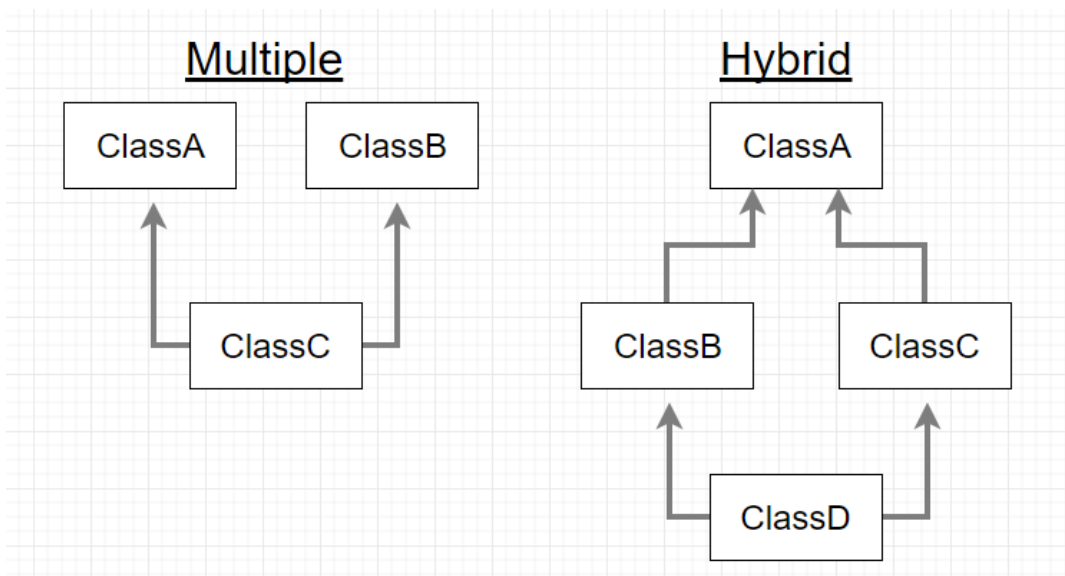 Multiple
ClassA
ClassB
ClassC
Hybrid
ClassA
ClassB
ClassC
ClassD